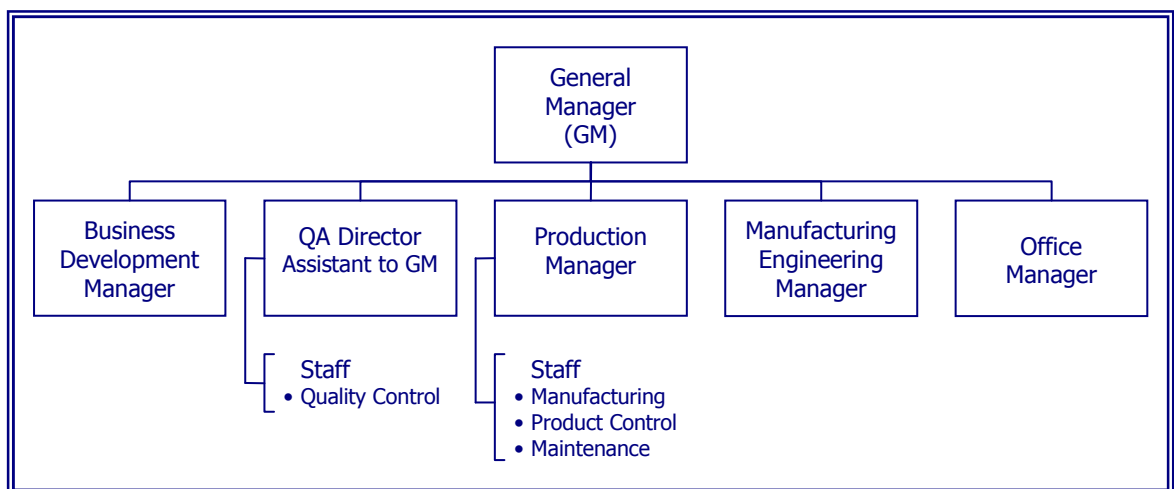 General
Manager
(GM)
Business
Development
Manager
QA Director
Assistant to GM
Production
Manager
Manufacturing
Engineering
Manager
Office
Manager
Staff
• Quality Control
Staff
• Manufacturing
• Product Control
• Maintenance